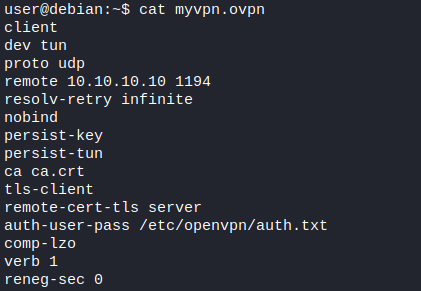 user@debian:~$ cat myvpn.ovpn
client
dev tun
proto udp
remote 10.10.10.10 1194
resolv-retry infinite
nobind
persist-key
persist-tun
ca ca.crt
tls-client
remote-cert-tls server
auth-user-pass /etc/openvpn/auth.txt
comp-lzo
verb 1
reneg-sec 0